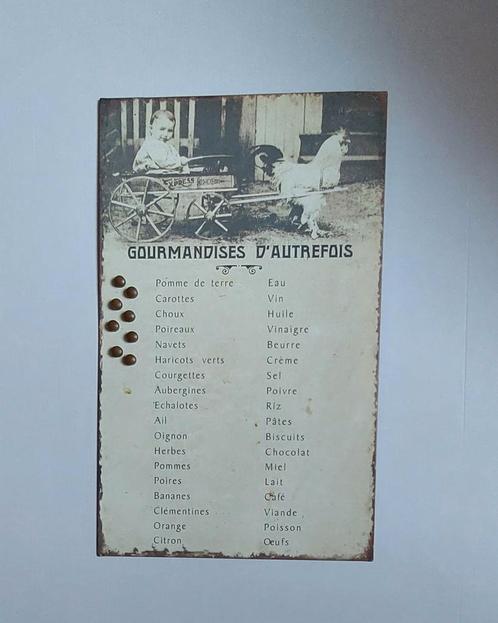 EXPRESS
GOURMANDISES D'AUTREFOIS
Pomme de terre
Carottes
Choux
Poireaux
Navets
Haricots verts
Courgettes
Aubergines
Echalotes
Ail
Oignon
Herbes
Pommes
Poires
Bananes
Clémentines
Orange
Citron
Eau
Vin
Huile
Vinaigre
Beurre
Crème
Sel
Poivre
Riz
Pâtes
Biscuits
Chocolat
Miel
Lait
Café
Viande
Poisson
Œufs